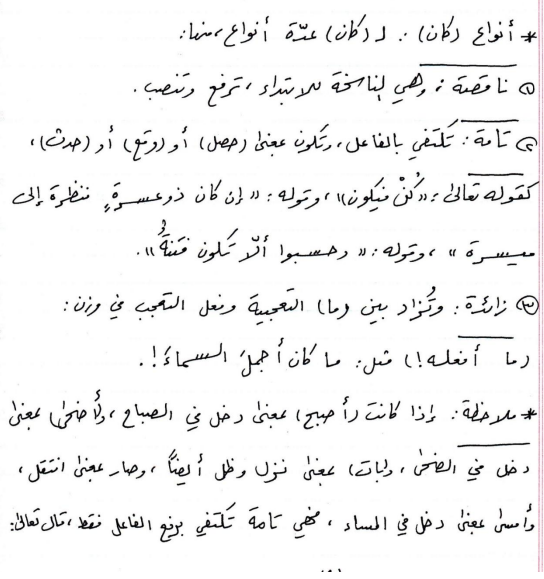 * أنواع (كان): لـ (كان) عدّة أنواع، منها:
① ناقصة: وهي الناسخة للابتداء، ترفع وتنصب.
② تامة: تكتفي بالفاعل، وتكون بمعنى (حصل) أو (وقع) أو (حدث)،
كقوله تعالى: «كُنْ فيكون»، وقوله: «إن كان ذو عسرةٍ فنظرة إلى
ميسرة»، وقوله: «وحسبوا ألّا تكون فتنةٌ».
③ زائدة: وتُزاد بين (ما) التعجبية وفعل التعجب في وزن:
(ما أفعله!) مثل: ما كان أجملَ السماءَ!.
* ملاحظة: إذا كانت (أصبح) بمعنى دخل في الصباح، و(أضحى) بمعنى
دخل في الضحى، و(بات) بمعنى نزل وظل أيضاً، وصار بمعنى انتقل،
وأمسى بمعنى دخل في المساء، فهي تامة تكتفي برفع الفاعل فقط، قال تعالى: